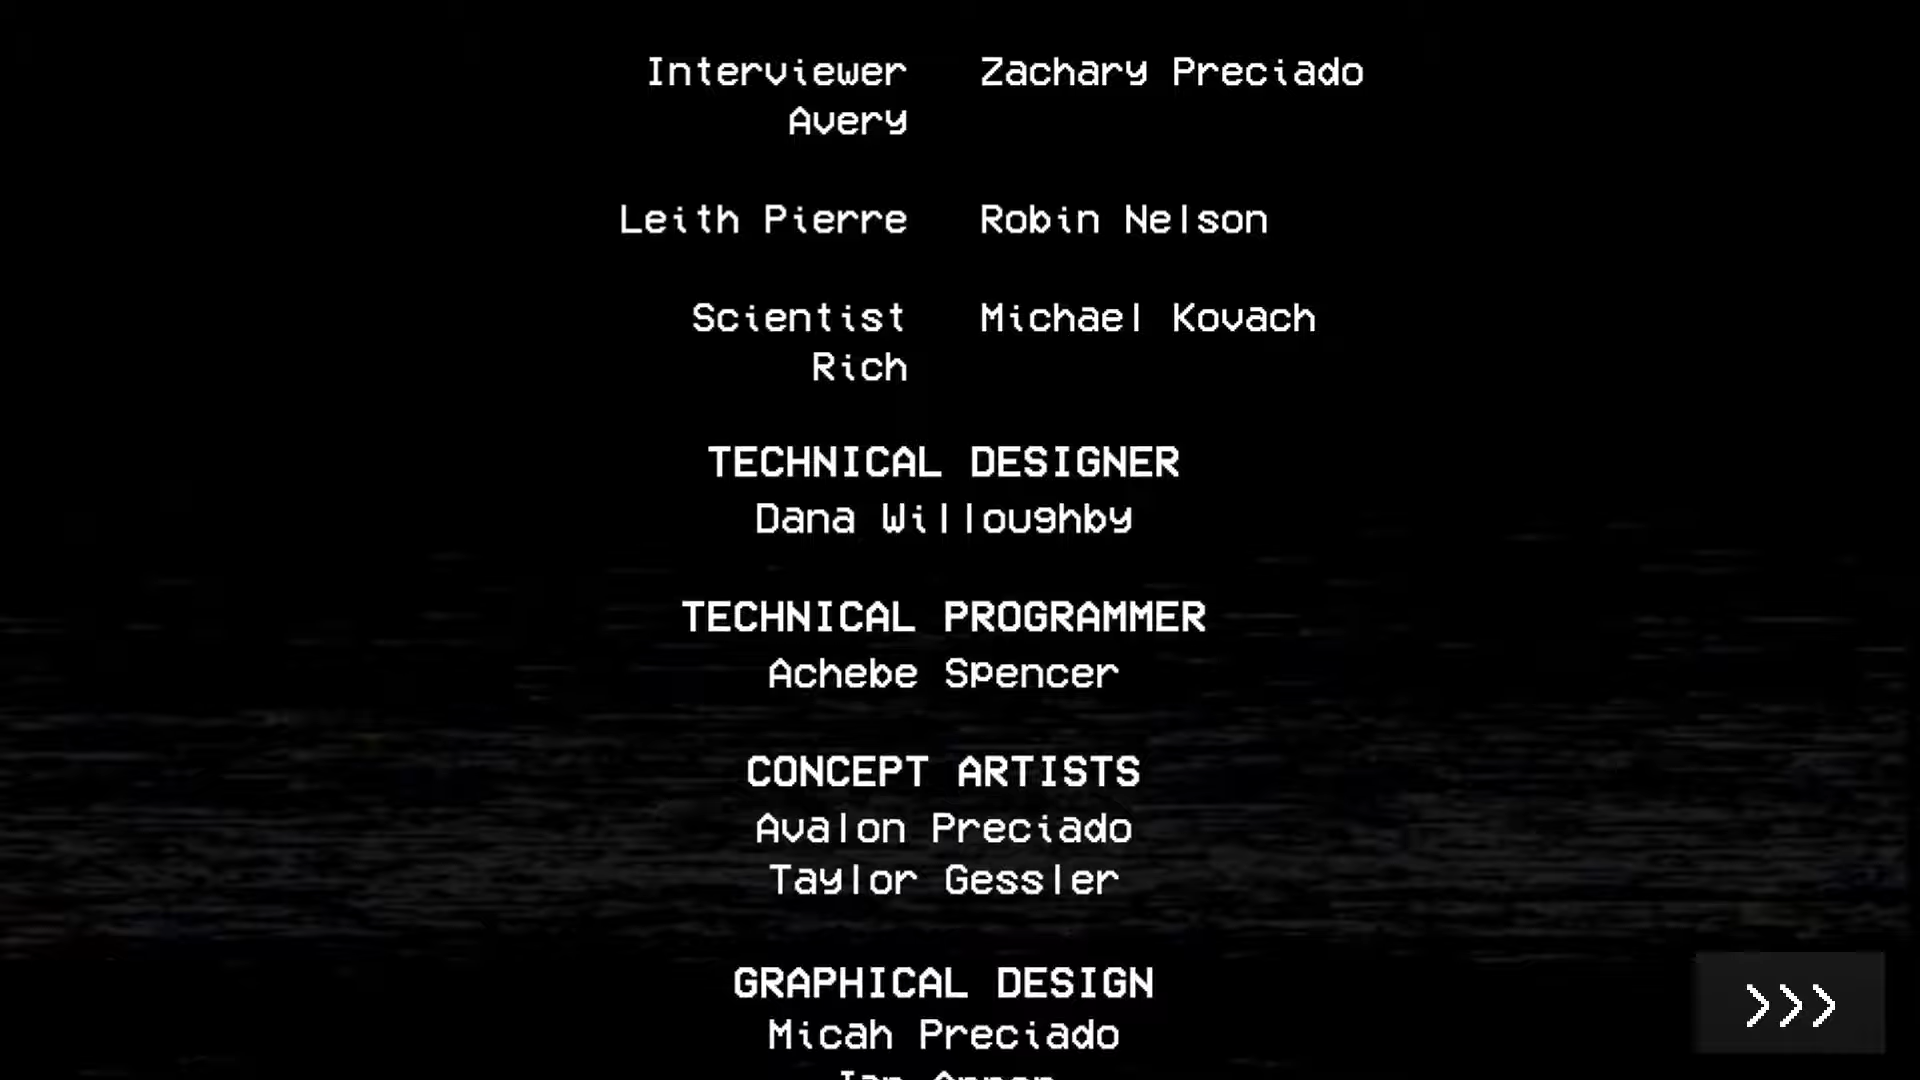 Interviewer Zachary Preciado
Avery
Leith Pierre Robin Nelson
Scientist Michael Kovach
Rich
TECHNICAL DESIGNER
Dana Willoughby
TECHNICAL PROGRAMMER
Achebe Spencer
CONCEPT ARTISTS
Avalon Preciado
Taylor Gessler
GRAPHICAL DESIGN
Micah Preciado
>>>